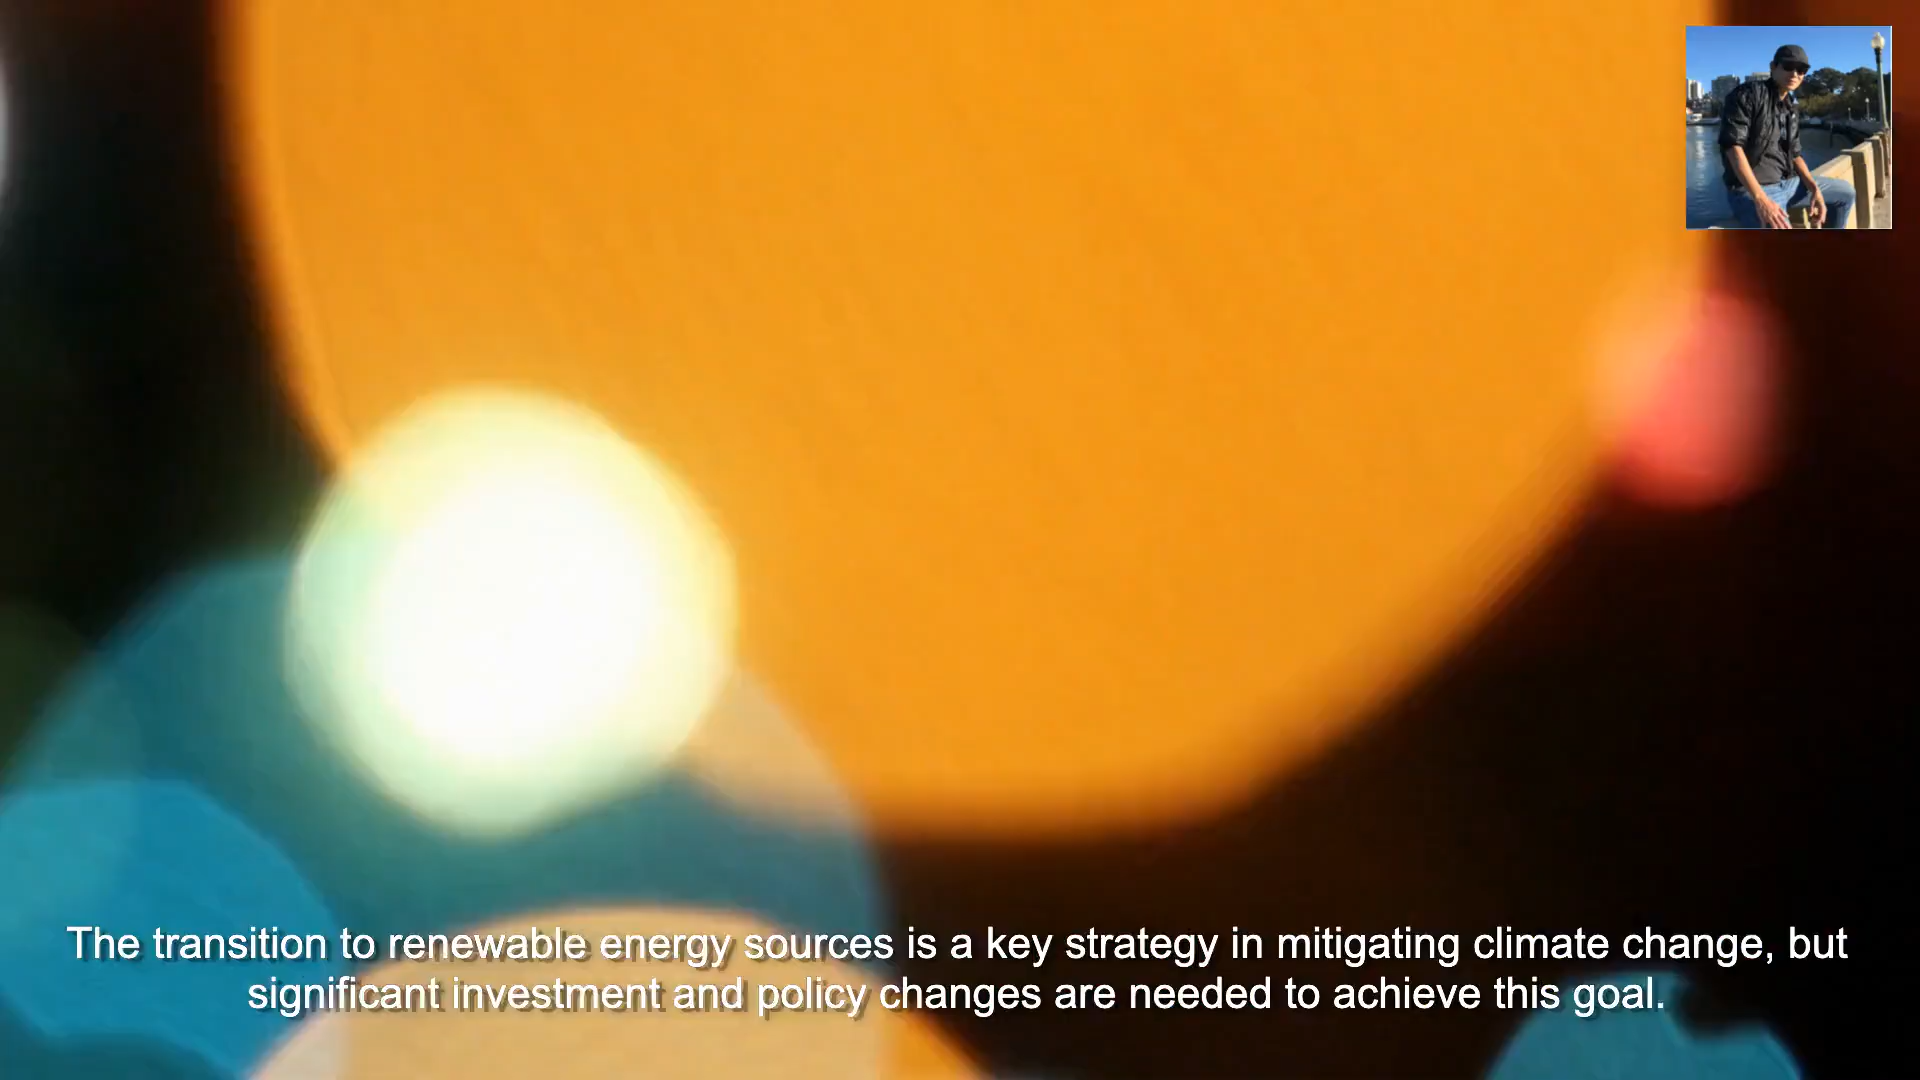 The transition to renewable energy sources is a key strategy in mitigating climate change, but
significant investment and policy changes are needed to achieve this goal.